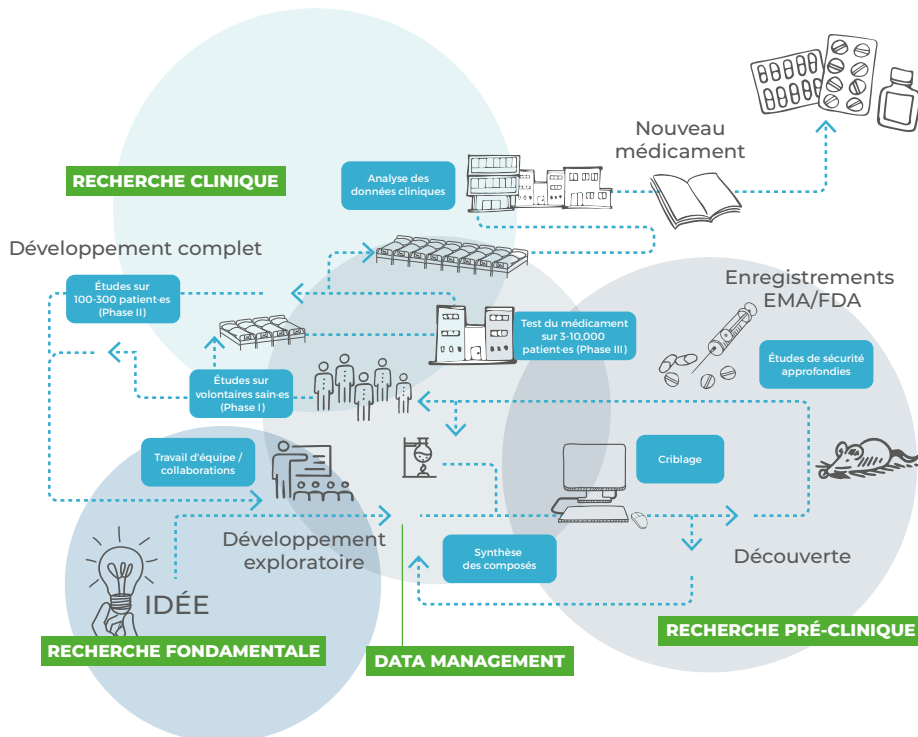 Nouveau
médicament
RECHERCHE CLINIQUE
Analyse des
données cliniques
Développement complet
Études sur
100-300 patient·es
(Phase II)
Enregistrements
EMA/FDA
Test du médicament
sur 3-10,000
patient·es (Phase III)
Études de sécurité
approfondies
Études sur
volontaires sain·es
(Phase I)
Travail d'équipe /
collaborations
Criblage
Développement
exploratoire
Synthèse
des composés
Découverte
IDÉE
RECHERCHE FONDAMENTALE
DATA MANAGEMENT
RECHERCHE PRÉ-CLINIQUE